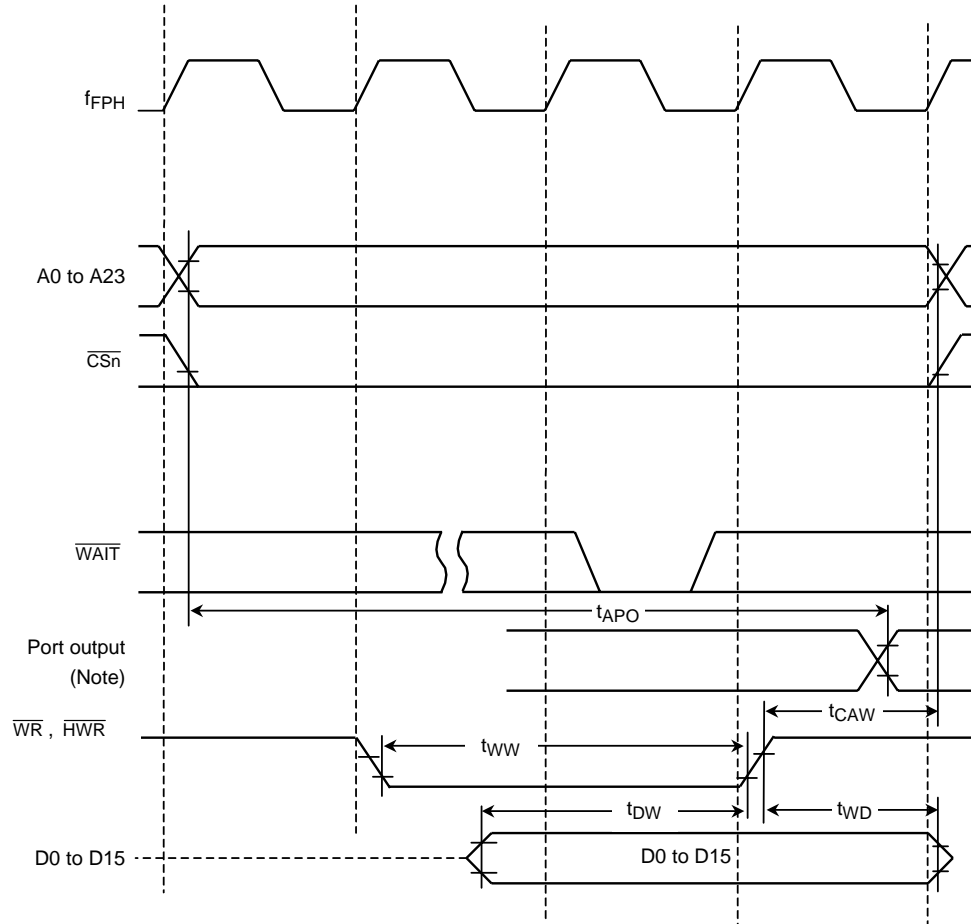 fFPH
A0 to A23
CSn
WAIT
tAPO
Port output
(Note)
tCAW
WR , HWR
tWW
tDW
tWD
D0 to D15
D0 to D15